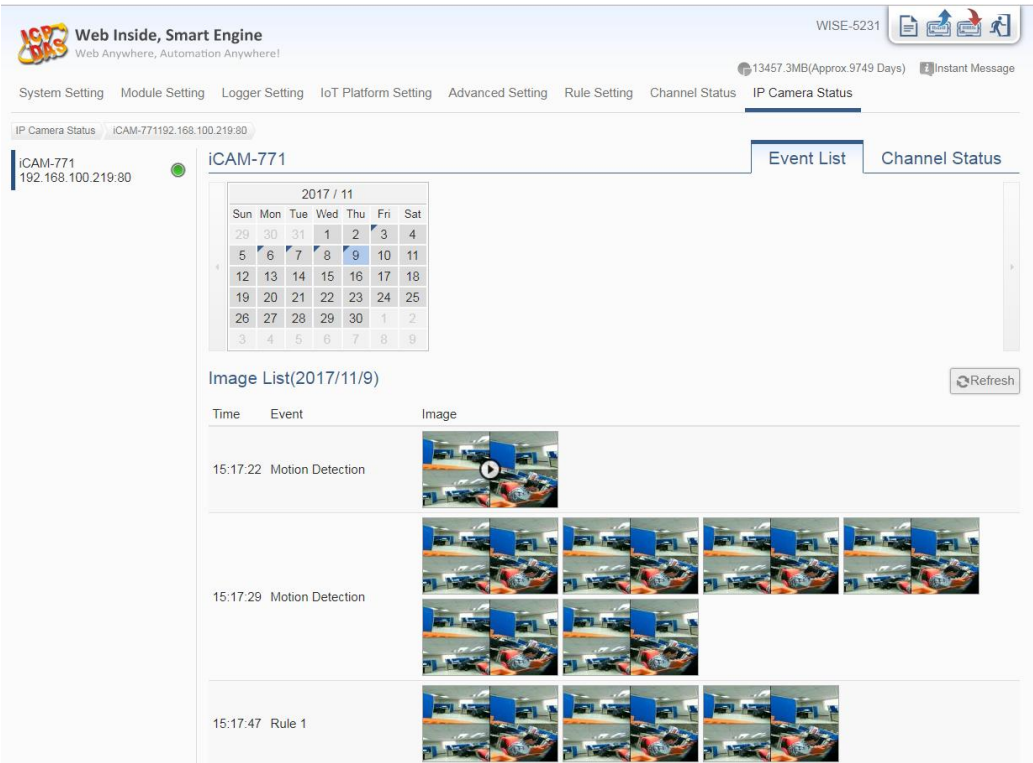 ICP DAS
Web Inside, Smart Engine
Web Anywhere, Automation Anywhere!
WISE-5231
13457.3MB(Approx.9749 Days) Instant Message
System Setting Module Setting Logger Setting IoT Platform Setting Advanced Setting Rule Setting Channel Status IP Camera Status
IP Camera Status iCAM-771192.168.100.219:80
iCAM-771
192.168.100.219:80
iCAM-771
Event List Channel Status
2017 / 11
Sun Mon Tue Wed Thu Fri Sat
29 30 31 1 2 3 4
5 6 7 8 9 10 11
12 13 14 15 16 17 18
19 20 21 22 23 24 25
26 27 28 29 30 1 2
3 4 5 6 7 8 9
Image List(2017/11/9)
Refresh
Time Event Image
15:17:22 Motion Detection
15:17:29 Motion Detection
15:17:47 Rule 1